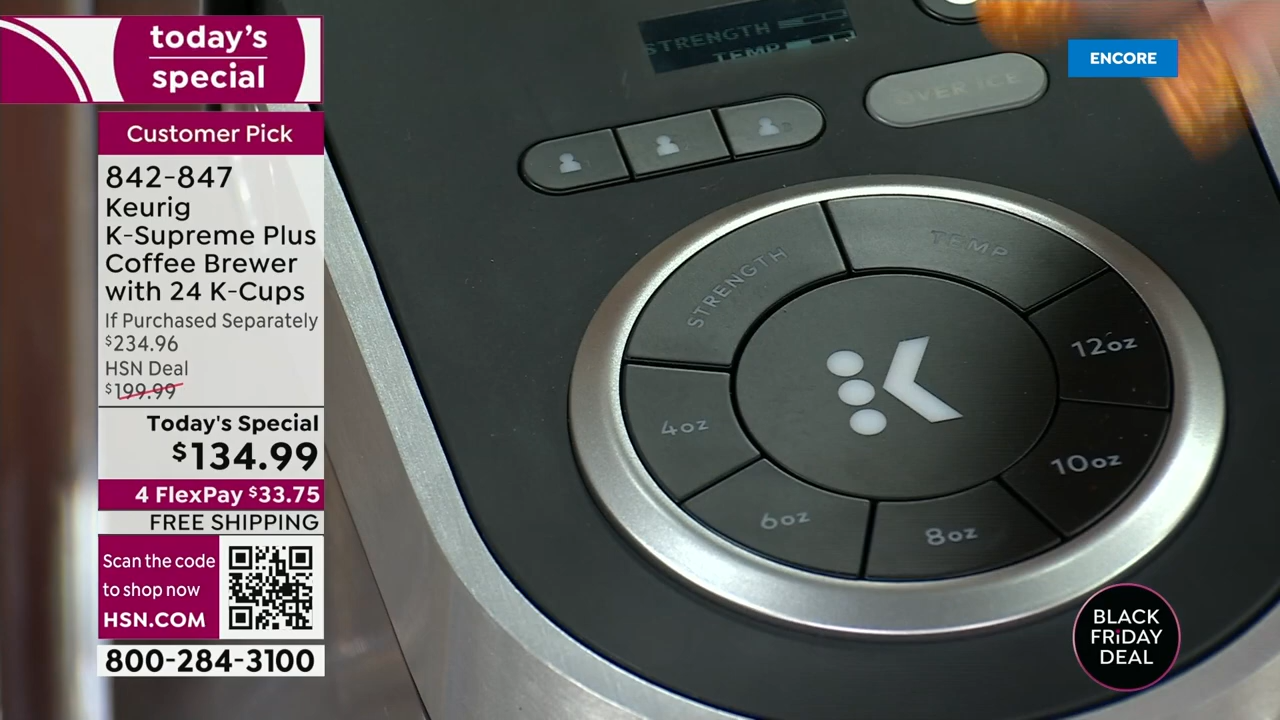 today's
special
Customer Pick
842-847
Keurig
K-Supreme Plus
Coffee Brewer
with 24 K-Cups
If Purchased Separately
$234.96
HSN Deal
$199.99
Today's Special
$134.99
4 FlexPay $33.75
FREE SHIPPING
Scan the code
to shop now
HSN.COM
800-284-3100
STRENGTH
TEMP
OVER ICE
ENCORE
STRENGTH
TEMP
12oz
4oz
10oz
6oz
8oz
BLACK
FRIDAY
DEAL